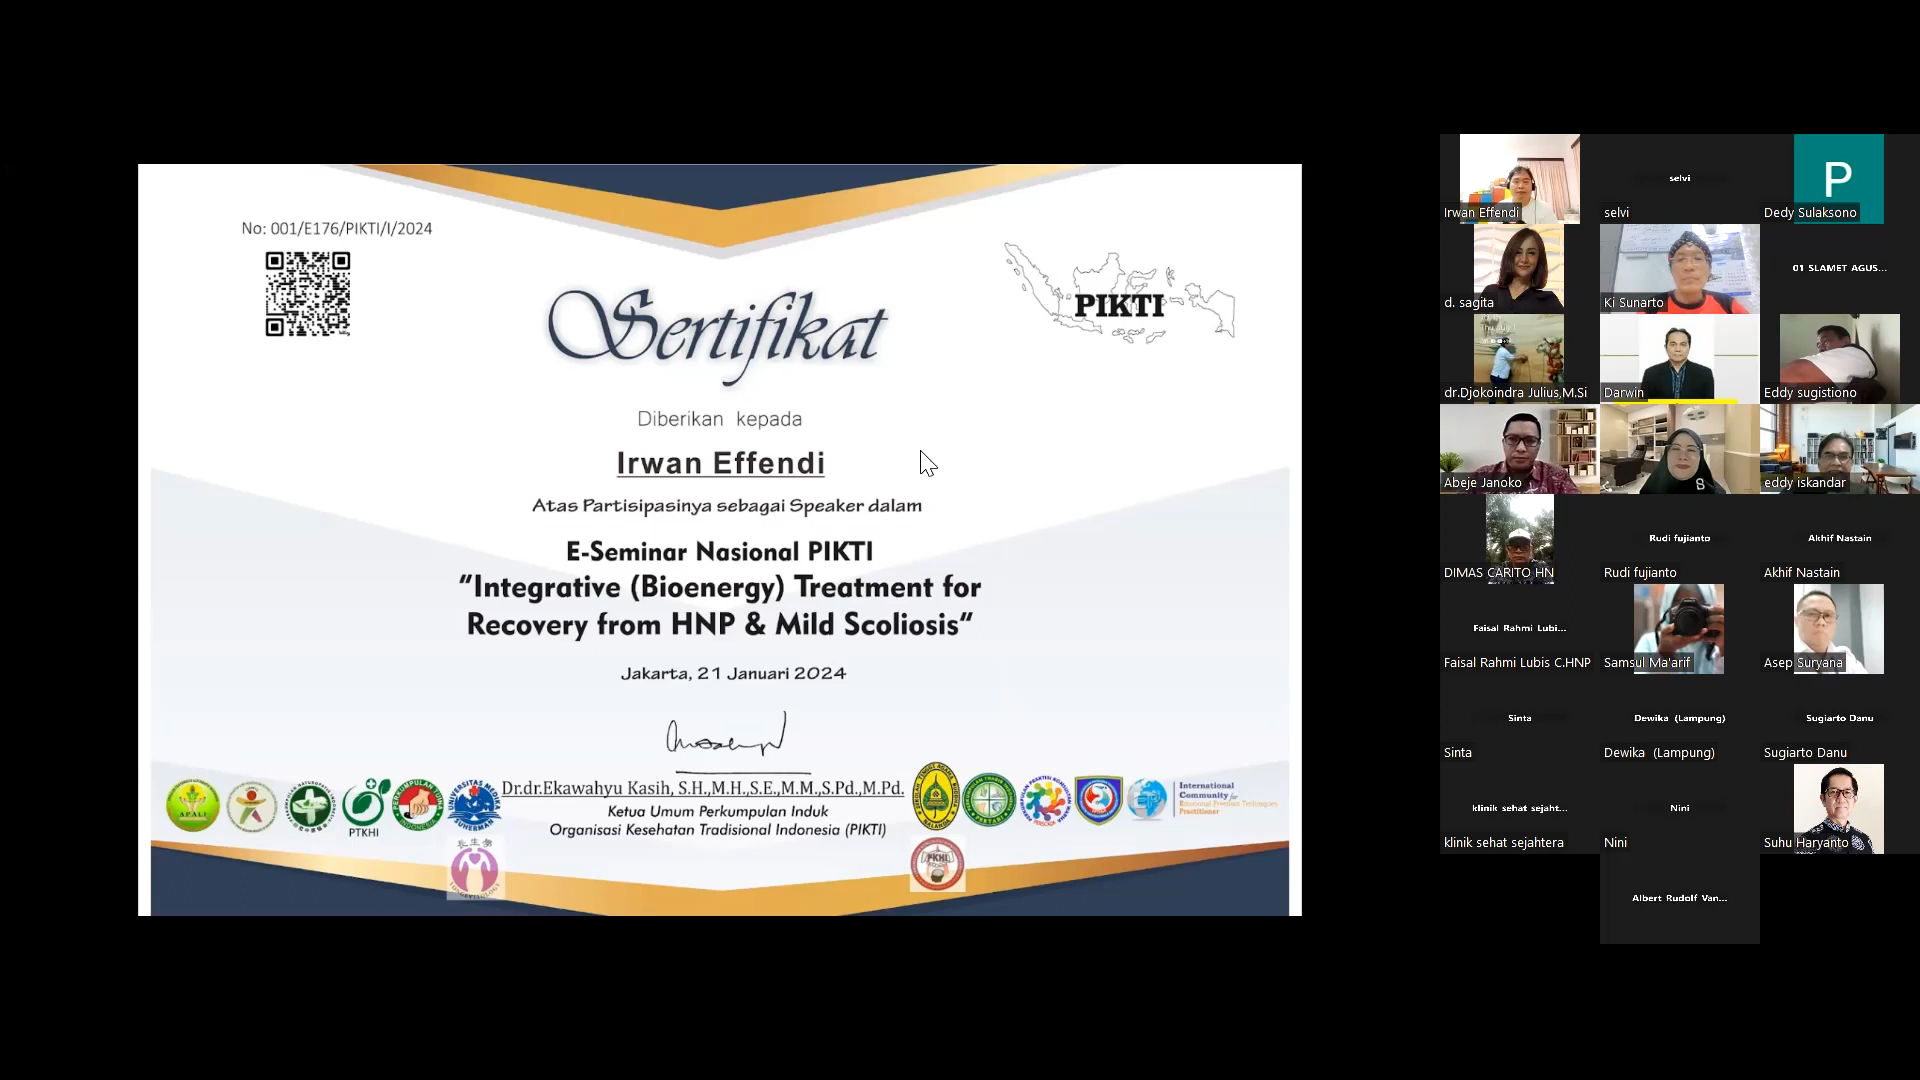 No: 001/E176/PIKTI/I/2024
PIKTI
Sertifikat
Diberikan kepada
Irwan Effendi
Atas Partisipasinya sebagai Speaker dalam
E-Seminar Nasional PIKTI
"Integrative (Bioenergy) Treatment for
Recovery from HNP & Mild Scoliosis"
Jakarta, 21 Januari 2024
Dr.dr.Ekawahyu Kasih, S.H.,M.H.,S.E.,M.M.,S.Pd.,M.Pd.
Ketua Umum Perkumpulan Induk
Organisasi Kesehatan Tradisional Indonesia (PIKTI)
APALI
PTKHI
International
Community for
Emotional Freedom Techniques
Practitioner
PKHI
Irwan Effendi
selvi
selvi
P
Dedy Sulaksono
d. sagita
Ki Sunarto
01 SLAMET AGUS...
dr.Djokoindra Julius,M.Si
Darwin
Eddy sugistiono
Abeje Janoko
eddy iskandar
DIMAS CARITO HN
Rudi fujianto
Rudi fujianto
Akhif Nastain
Akhif Nastain
Faisal Rahmi Lubi...
Faisal Rahmi Lubis C.HNP
Samsul Ma'arif
Asep Suryana
Sinta
Sinta
Dewika (Lampung)
Dewika (Lampung)
Sugiarto Danu
Sugiarto Danu
klinik sehat sejaht...
klinik sehat sejahtera
Nini
Nini
Suhu Haryanto
Albert Rudolf Van...